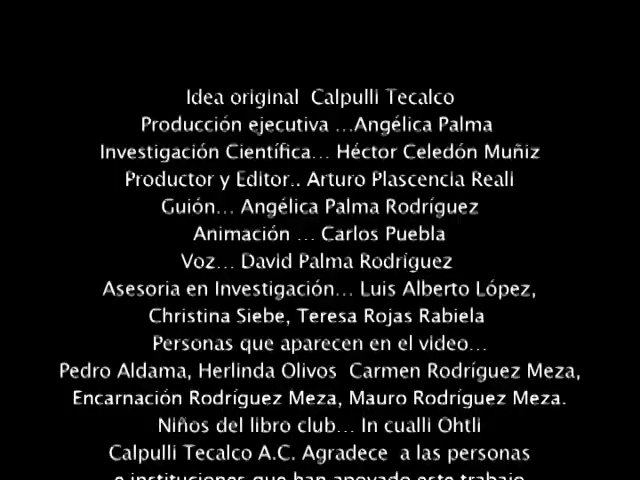 Idea original  Calpulli Tecalco
Producción ejecutiva ...Angélica Palma
Investigación Científica... Héctor Celedón Muñiz
Productor y Editor.. Arturo Plascencia Reali
Guión... Angélica Palma Rodríguez
Animación ... Carlos Puebla
Voz... David Palma Rodríguez
Asesoria en Investigación... Luis Alberto López,
Christina Siebe, Teresa Rojas Rabiela
Personas que aparecen en el video...
Pedro Aldama, Herlinda Olivos  Carmen Rodríguez Meza,
Encarnación Rodríguez Meza, Mauro Rodríguez Meza.
Niños del libro club... In cualli Ohtli
Calpulli Tecalco A.C. Agradece  a las personas
e instituciones que han apoyado este trabajo